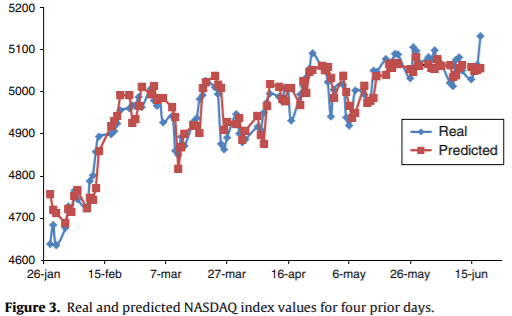 5200
5100
5000
4900
4800
4700
4600
26-jan 15-feb 7-mar 27-mar 16-apr 6-may 26-may 15-jun
Real
Predicted
Figure 3. Real and predicted NASDAQ index values for four prior days.